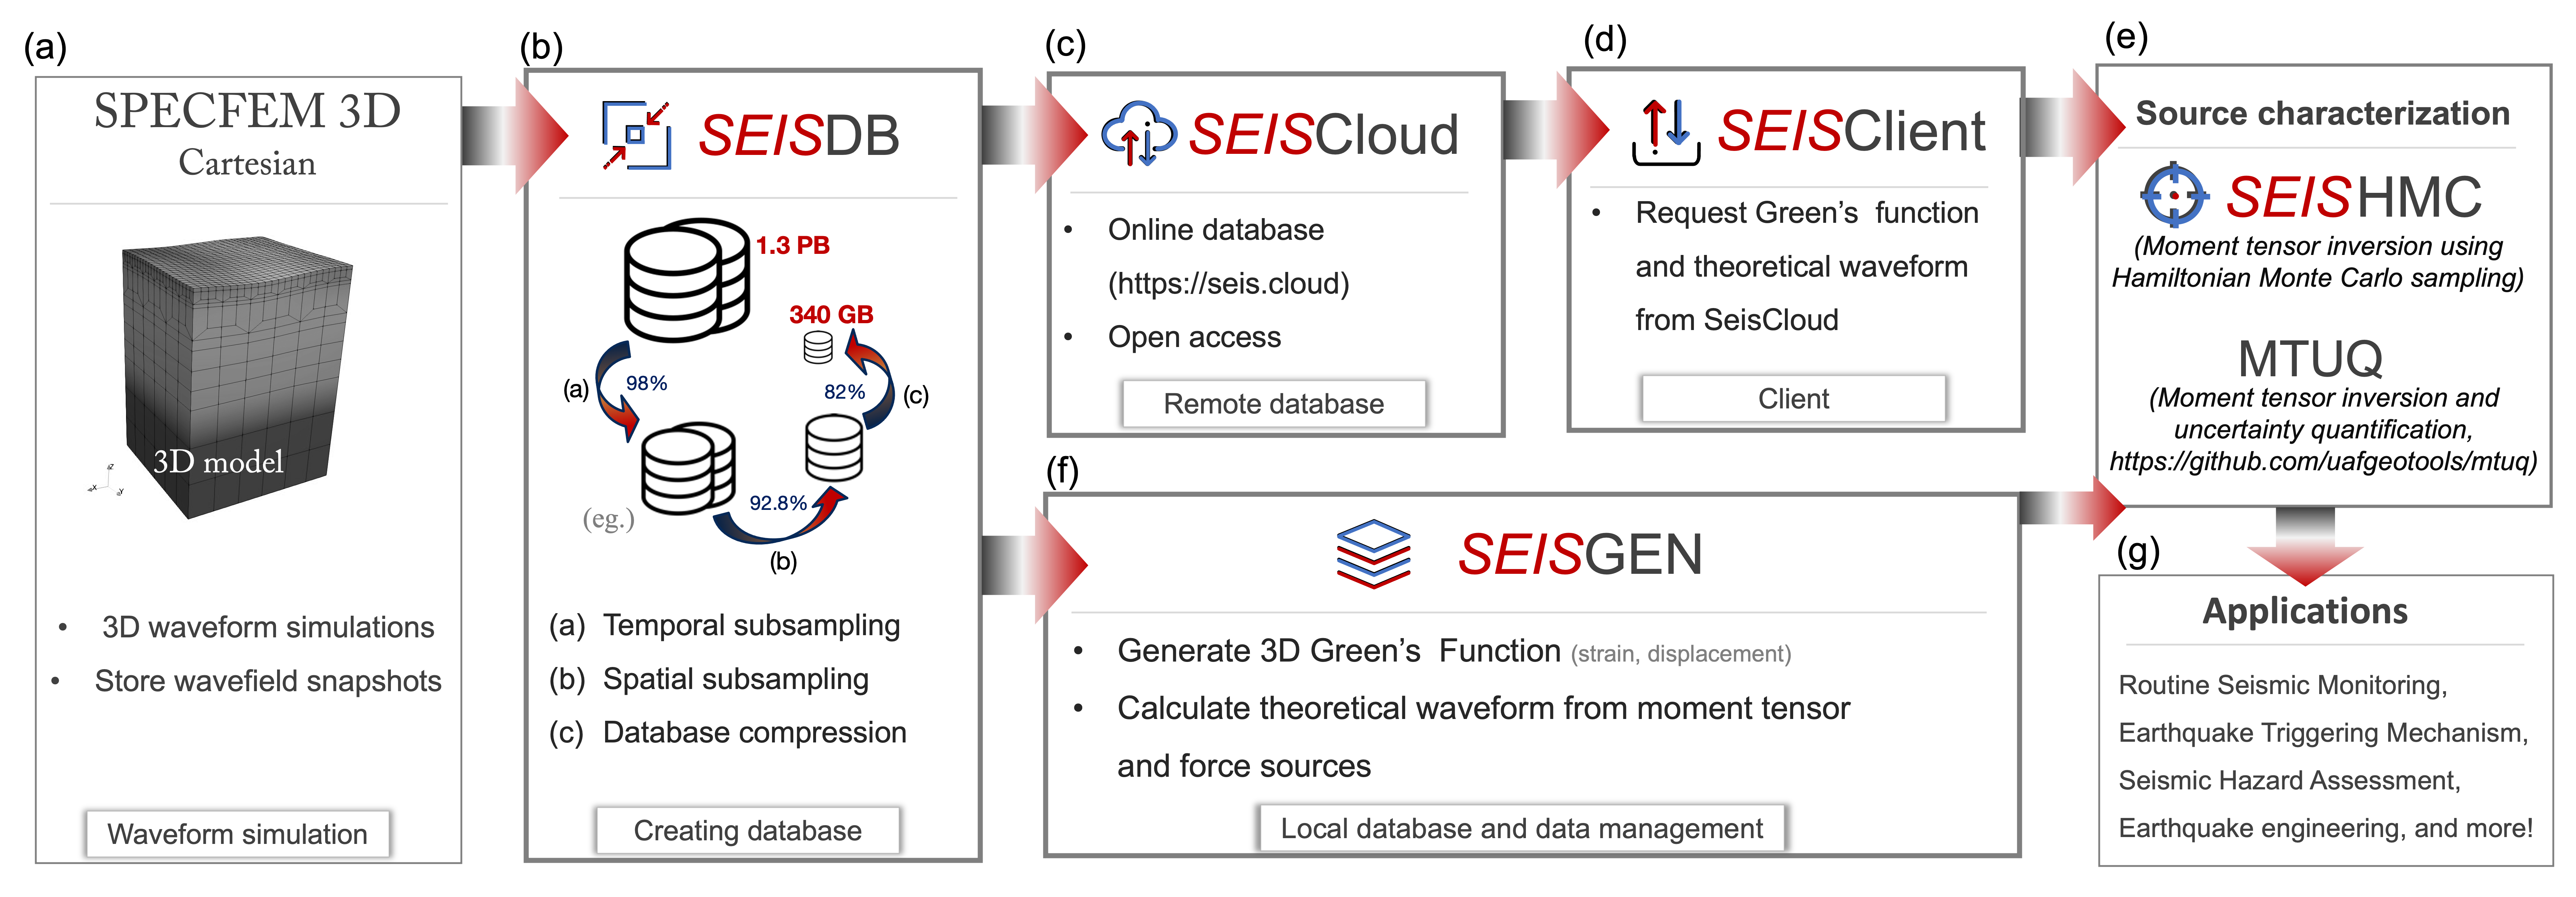 (a)
SPECFEM 3D
Cartesian
3D model
z
x
Y
• 3D waveform simulations
• Store wavefield snapshots
Waveform simulation
(b)
SEISDB
1.3 PB
340 GB
(a)
98%
82%
(c)
92.8%
(eg.)
(b)
(a) Temporal subsampling
(b) Spatial subsampling
(c) Database compression
Creating database
(c)
SEISCloud
• Online database
(https://seis.cloud)
• Open access
Remote database
(d)
SEISClient
• Request Green’s function
and theoretical waveform
from SeisCloud
Client
(f)
SEISGEN
• Generate 3D Green’s Function (strain, displacement)
• Calculate theoretical waveform from moment tensor
and force sources
Local database and data management
(e)
Source characterization
SEISHMC
(Moment tensor inversion using
Hamiltonian Monte Carlo sampling)
MTUQ
(Moment tensor inversion and
uncertainty quantification,
https://github.com/uafgeotools/mtuq)
(g)
Applications
Routine Seismic Monitoring,
Earthquake Triggering Mechanism,
Seismic Hazard Assessment,
Earthquake engineering, and more!